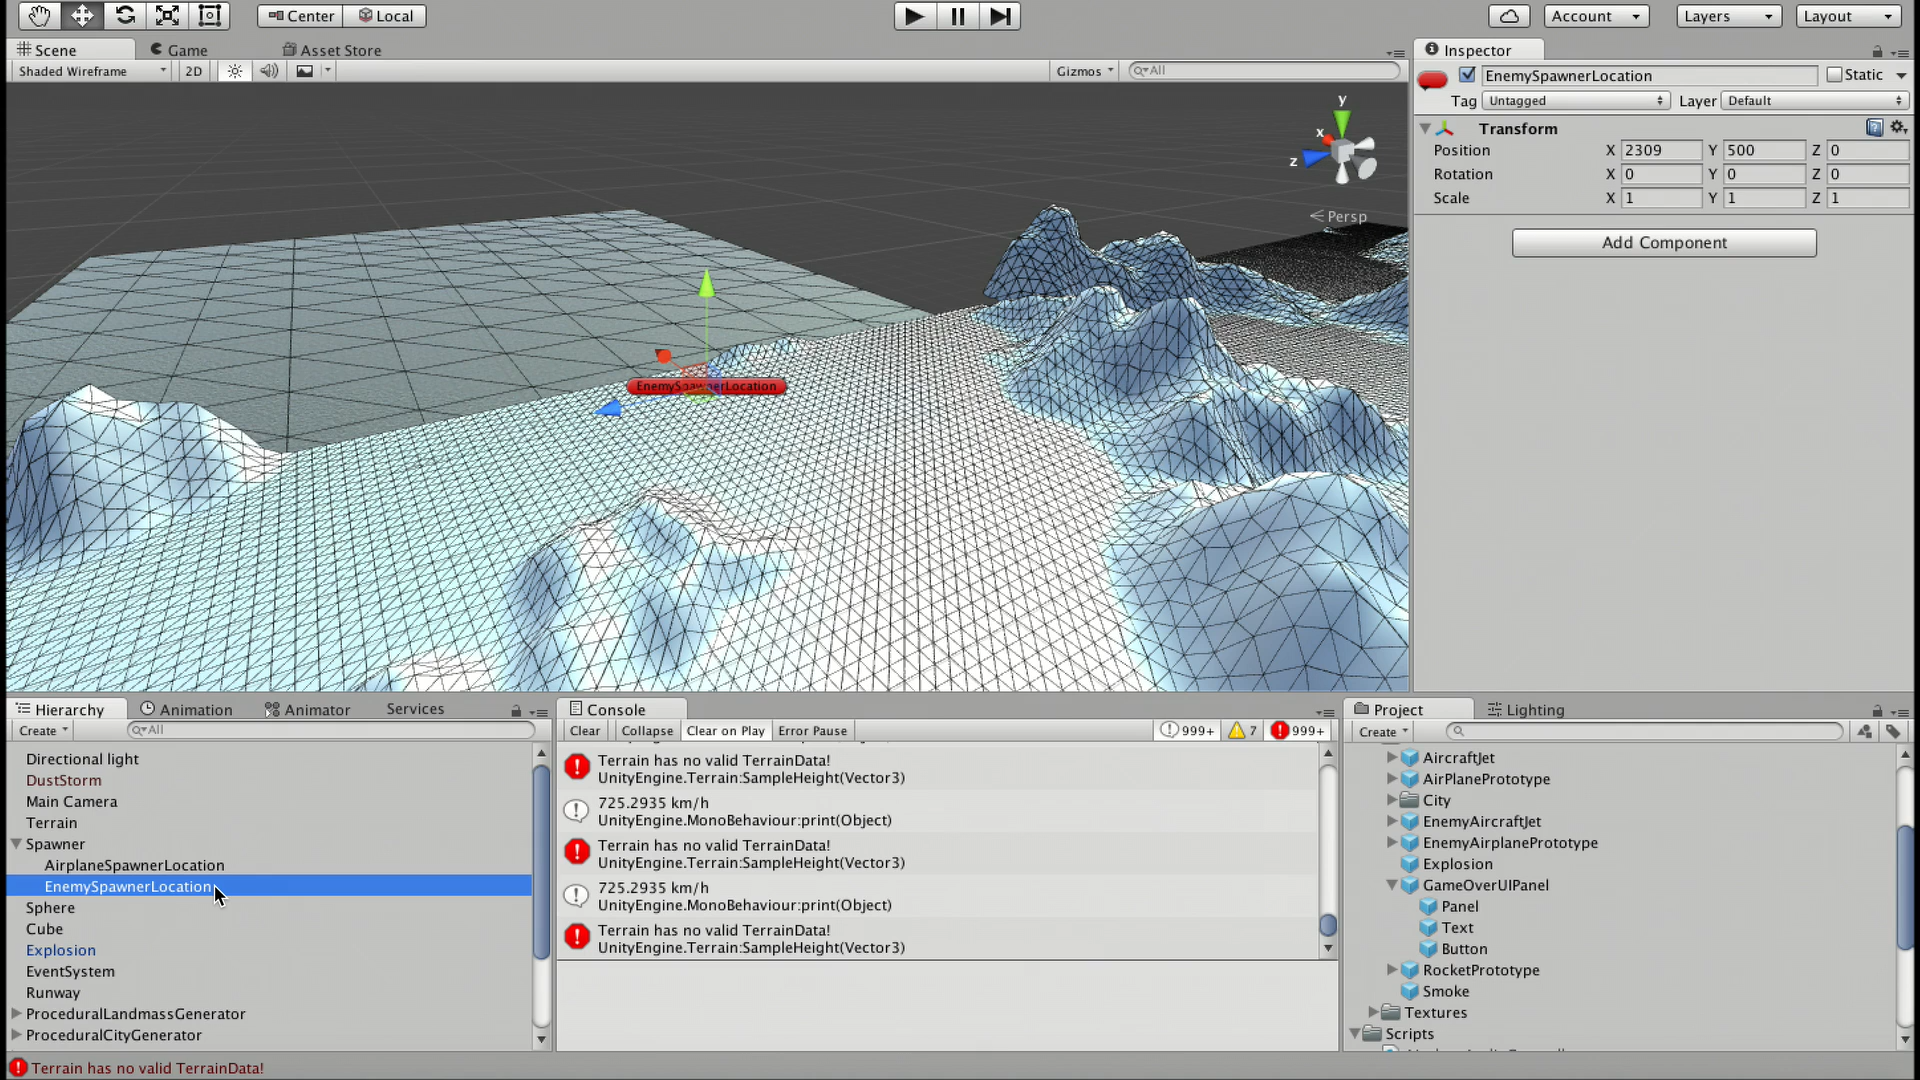 Center Local Account Layers Layout
Scene Game Asset Store Inspector
Shaded Wireframe 2D Gizmos All
EnemySpawnerLocation Static
Tag Untagged Layer Default
Transform
Position X 2309 Y 500 Z 0
Rotation X 0 Y 0 Z 0
Scale X 1 Y 1 Z 1
Add Component
y
x
z
Persp
EnemySpawnerLocation
Hierarchy Animation Animator Services
Create All
Directional light
DustStorm
Main Camera
Terrain
Spawner
AirplaneSpawnerLocation
EnemySpawnerLocation
Sphere
Cube
Explosion
EventSystem
Runway
ProceduralLandmassGenerator
ProceduralCityGenerator
Console
Clear Collapse Clear on Play Error Pause 999+ 7 999+
Terrain has no valid TerrainData!
UnityEngine.Terrain:SampleHeight(Vector3)
725.2935 km/h
UnityEngine.MonoBehaviour:print(Object)
Terrain has no valid TerrainData!
UnityEngine.Terrain:SampleHeight(Vector3)
725.2935 km/h
UnityEngine.MonoBehaviour:print(Object)
Terrain has no valid TerrainData!
UnityEngine.Terrain:SampleHeight(Vector3)
Project Lighting
Create
AircraftJet
AirPlanePrototype
City
EnemyAircraftJet
EnemyAirplanePrototype
Explosion
GameOverUIPanel
Panel
Text
Button
RocketPrototype
Smoke
Textures
Scripts
Terrain has no valid TerrainData!